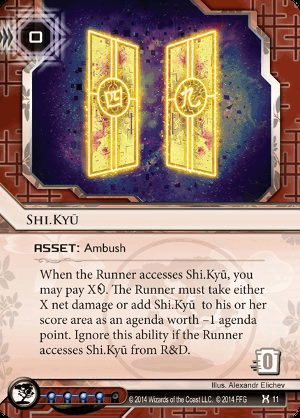 0
四 九
SHI.KYŪ
ASSET: Ambush
When the Runner accesses Shi.Kyū, you
may pay X. The Runner must take either
X net damage or add Shi.Kyū to his or her
score area as an agenda worth –1 agenda
point. Ignore this ability if the Runner
accesses Shi.Kyū from R&D.
0
Illus. Alexandr Elichev
© 2014 Wizards of the Coast LLC. © 2014 FFG
11